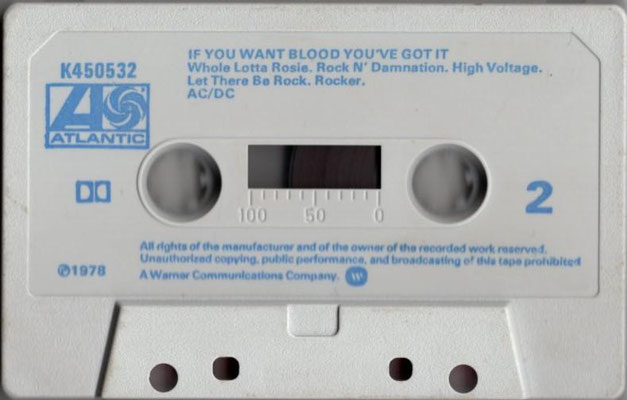 IF YOU WANT BLOOD YOU'VE GOT IT
K450532
Whole Lotta Rosie. Rock N' Damnation. High Voltage.
Let There Be Rock. Rocker.
AC/DC
ATLANTIC
2
100 50 0
All rights of the manufacturer and of the owner of the recorded work reserved.
Unauthorized copying, public performance, and broadcasting of this tape prohibited
℗1978
A Warner Communications Company. W